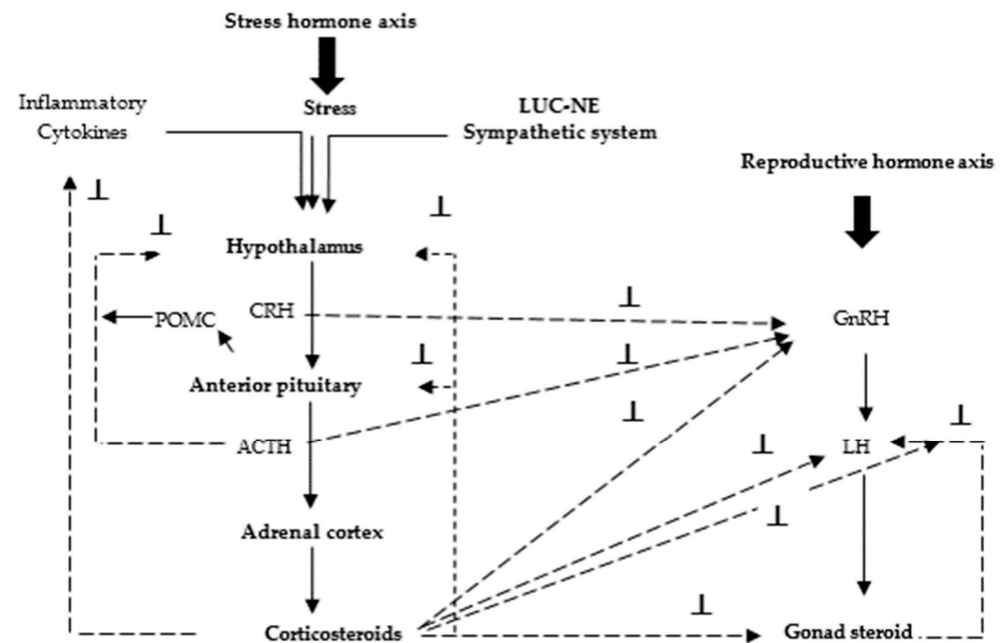 Stress hormone axis
Inflammatory
Cytokines
Stress
LUC-NE
Sympathetic system
Reproductive hormone axis
Hypothalamus
CRH
POMC
GnRH
Anterior pituitary
ACTH
LH
Adrenal cortex
Corticosteroids
Gonad steroid